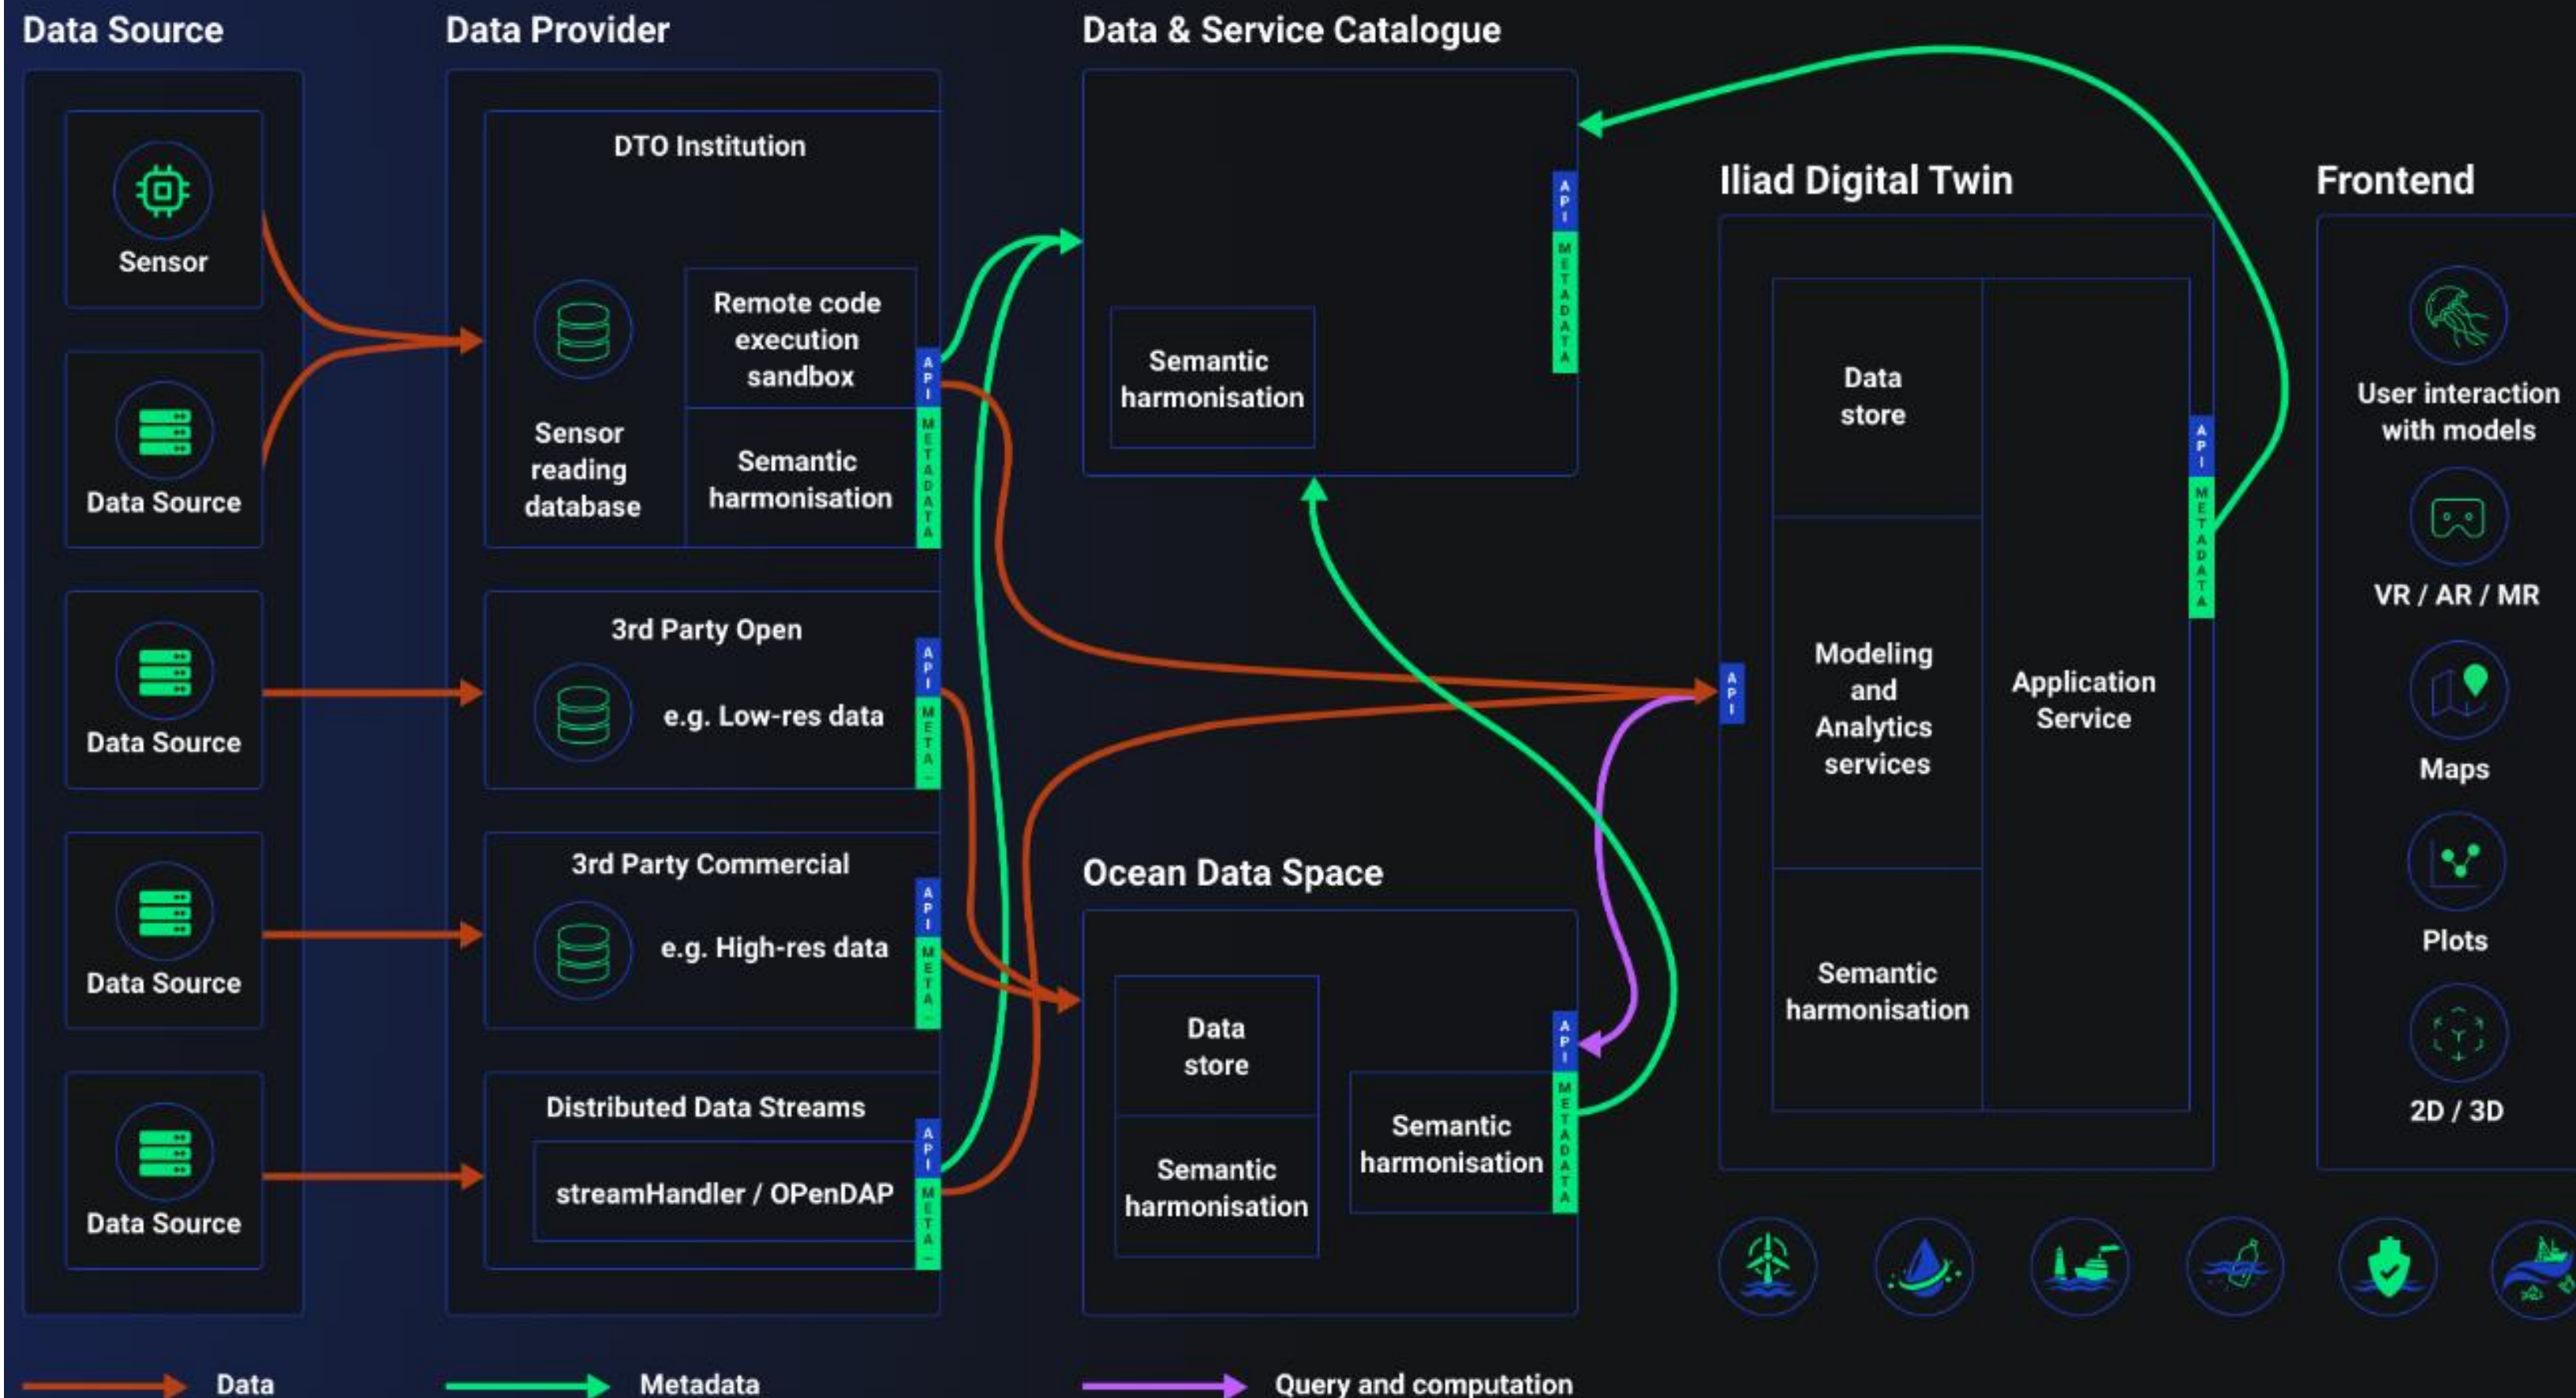 Data Source
Data Provider
Data & Service Catalogue
Iliad Digital Twin
Frontend
Sensor
Data Source
Data Source
Data Source
Data Source
DTO Institution
Sensor
reading
database
Remote code
execution
sandbox
Semantic
harmonisation
API
METADATA
3rd Party Open
e.g. Low-res data
API
META_
3rd Party Commercial
e.g. High-res data
API
META_
Distributed Data Streams
streamHandler / OPenDAP
API
META_
Semantic
harmonisation
API
METADATA
Ocean Data Space
Data
store
Semantic
harmonisation
Semantic
harmonisation
API
METADATA
API
Data
store
Modeling
and
Analytics
services
Semantic
harmonisation
Application
Service
API
METADATA
User interaction
with models
VR / AR / MR
Maps
Plots
2D / 3D
Data
Metadata
Query and computation